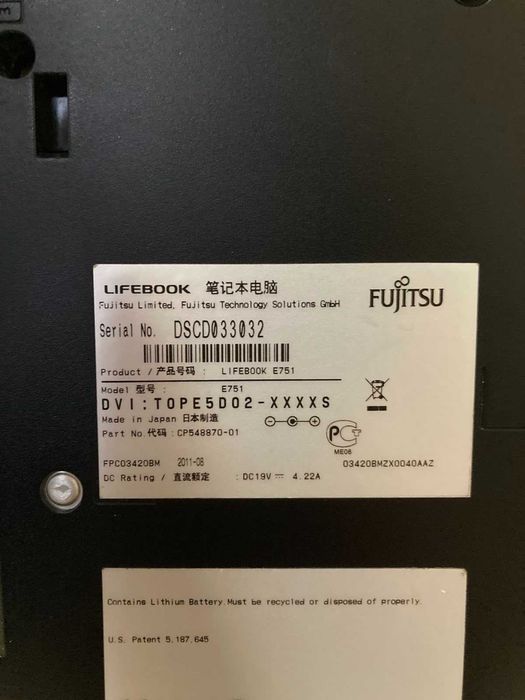 LIFEBOOK 笔记本电脑
Fujitsu Limited, Fujitsu Technology Solutions GmbH
FUJITSU
Serial No. DSCD033032
Product / 产品号码 : LIFEBOOK E751
Model 型号 : E751
DVI:TOPE5D02-XXXXS
Made in Japan 日本制造
Part No.代码 : CP548870-01
ME06
FPC03420BM 2011-08
03420BMZX0040AAZ
DC Rating / 直流额定 : DC19V 4.22A
Contains Lithium Battery. Must be recycled or disposed of properly.
U.S. Patent 5,187,645